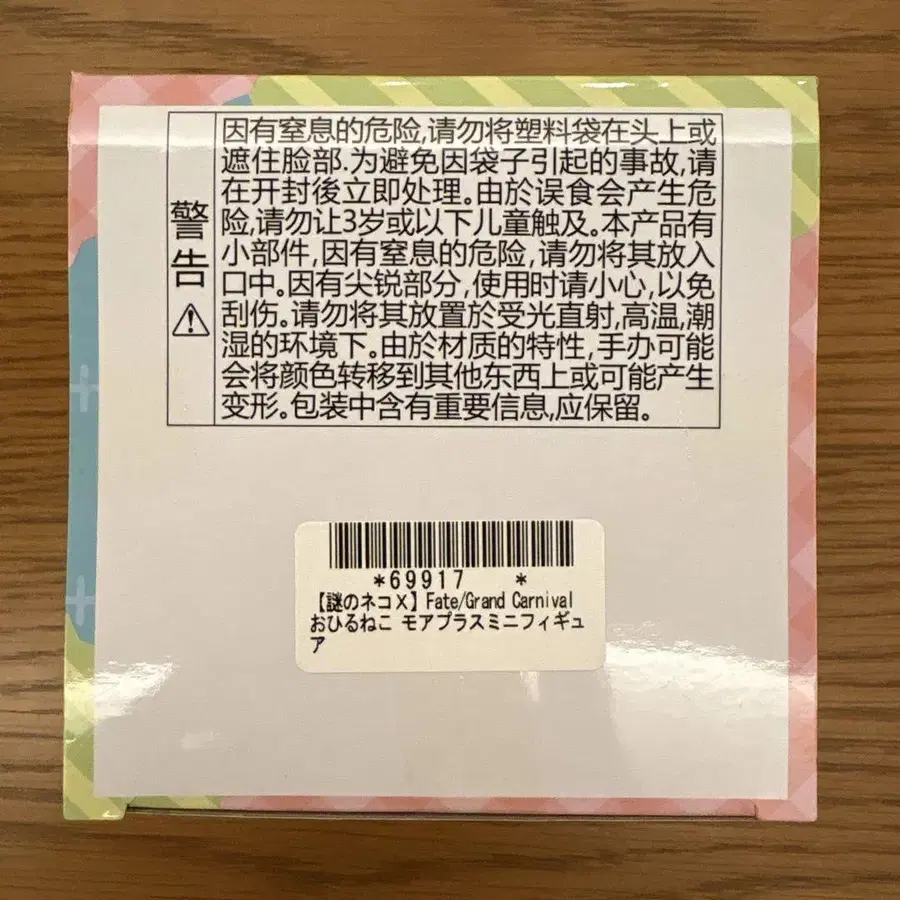 警告
因有窒息的危险,请勿将塑料袋在头上或
遮住脸部.为避免因袋子引起的事故,请
在开封後立即处理。由於误食会产生危
险,请勿让3岁或以下儿童触及。本产品有
小部件,因有窒息的危险,请勿将其放入
口中。因有尖锐部分,使用时请小心,以免
刮伤。请勿将其放置於受光直射,高温,潮
湿的环境下。由於材质的特性,手办可能
会将颜色转移到其他东西上或可能产生
变形。包装中含有重要信息,应保留。
*69917 *
【謎のネコX】Fate/Grand Carnival
おひるねこ モアプラスミニフィギュ
ア